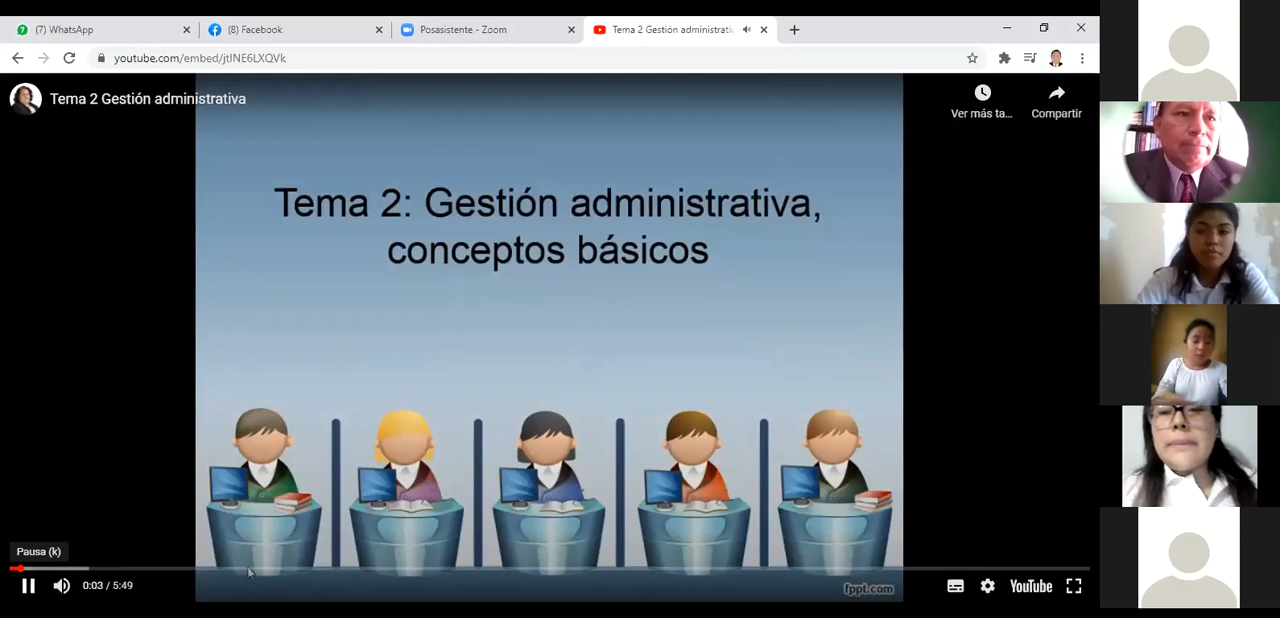 (7) WhatsApp
(8) Facebook
Posasistente - Zoom
Tema 2 Gestión administrati
youtube.com/embed/jtlNE6LXQVk
Tema 2 Gestión administrativa
Ver más ta...
Compartir
Tema 2: Gestión administrativa,
conceptos básicos
Pausa (k)
0:03 / 5:49
YouTube
fppt.com